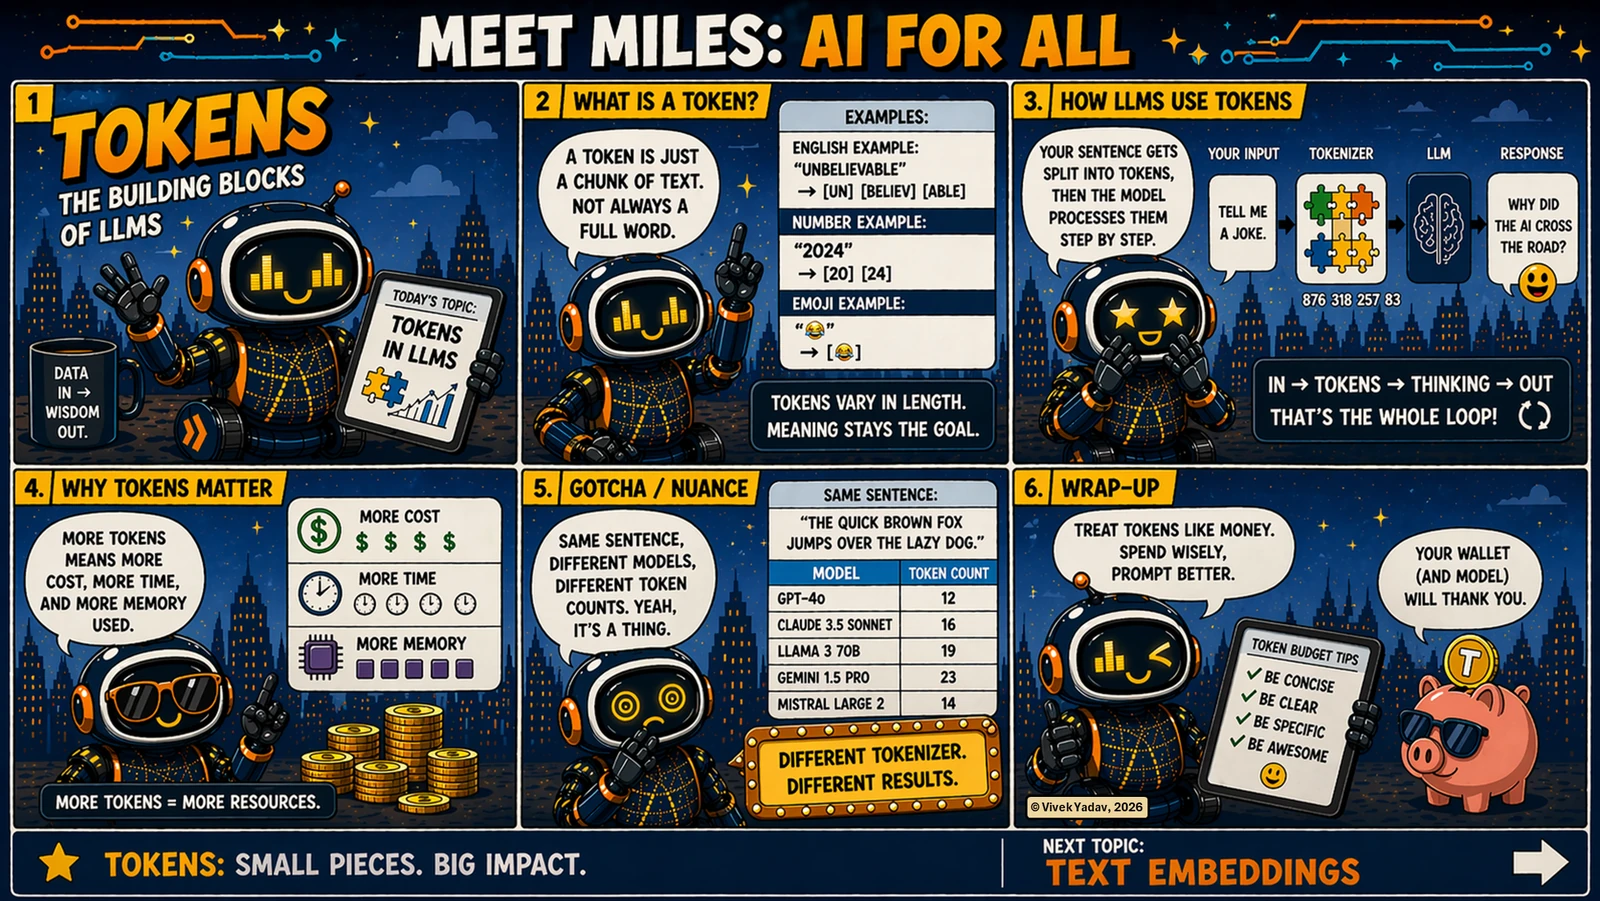 MEET MILES: AI FOR ALL
1
TOKENS
THE BUILDING BLOCKS
OF LLMS
DATA
IN →
WISDOM
OUT.
TODAY'S TOPIC:
TOKENS
IN LLMS
2 WHAT IS A TOKEN?
A TOKEN IS JUST
A CHUNK OF TEXT.
NOT ALWAYS A
FULL WORD.
EXAMPLES:
ENGLISH EXAMPLE:
"UNBELIEVABLE"
→ [UN] [BELIEV] [ABLE]
NUMBER EXAMPLE:
"2024"
→ [20] [24]
EMOJI EXAMPLE:
"😂"
→ [😂]
TOKENS VARY IN LENGTH.
MEANING STAYS THE GOAL.
3. HOW LLMS USE TOKENS
YOUR SENTENCE GETS
SPLIT INTO TOKENS,
THEN THE MODEL
PROCESSES THEM
STEP BY STEP.
YOUR INPUT TOKENIZER LLM RESPONSE
TELL ME
A JOKE.
WHY DID
THE AI CROSS
THE ROAD?
876 318 257 83
IN → TOKENS → THINKING → OUT
THAT'S THE WHOLE LOOP!
4. WHY TOKENS MATTER
MORE TOKENS
MEANS MORE
COST, MORE TIME,
AND MORE MEMORY
USED.
$ MORE COST
$ $ $ $
MORE TIME
MORE MEMORY
MORE TOKENS = MORE RESOURCES.
5. GOTCHA / NUANCE
SAME SENTENCE,
DIFFERENT MODELS,
DIFFERENT TOKEN
COUNTS. YEAH,
IT'S A THING.
SAME SENTENCE:
"THE QUICK BROWN FOX
JUMPS OVER THE LAZY DOG."
MODEL TOKEN COUNT
GPT-4o 12
CLAUDE 3.5 SONNET 16
LLAMA 3 70B 19
GEMINI 1.5 PRO 23
MISTRAL LARGE 2 14
DIFFERENT TOKENIZER.
DIFFERENT RESULTS.
6. WRAP-UP
TREAT TOKENS LIKE MONEY.
SPEND WISELY,
PROMPT BETTER.
YOUR WALLET
(AND MODEL)
WILL THANK YOU.
TOKEN BUDGET TIPS
✓ BE CONCISE
✓ BE CLEAR
✓ BE SPECIFIC
✓ BE AWESOME
T
© Vivek Yadav, 2026
TOKENS: SMALL PIECES. BIG IMPACT.
NEXT TOPIC:
TEXT EMBEDDINGS